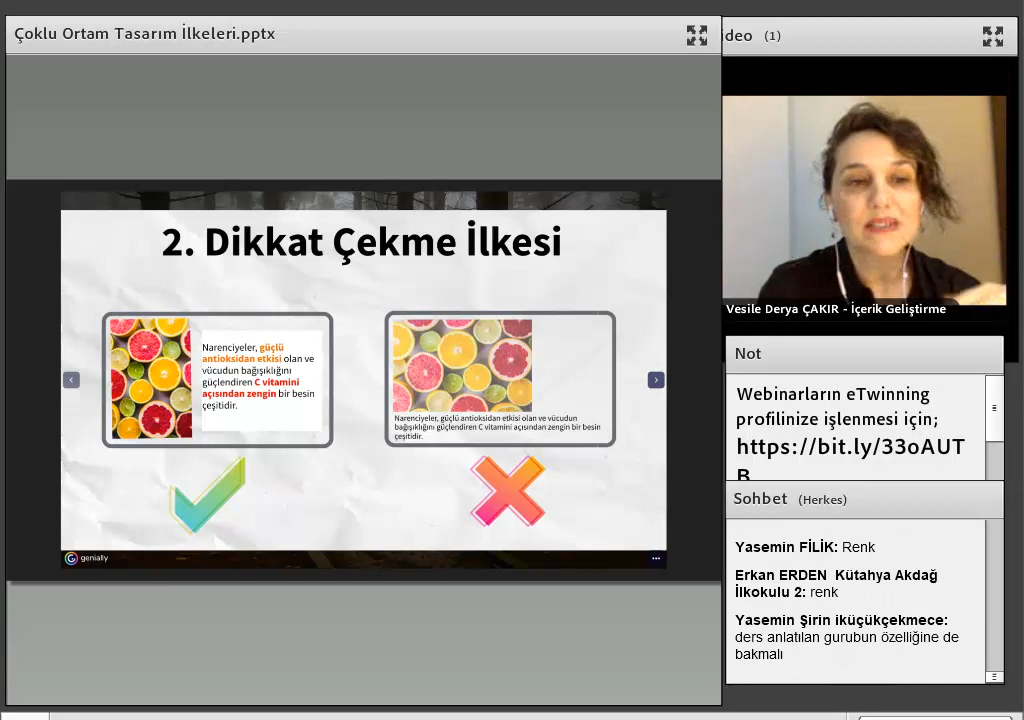 Çoklu Ortam Tasarım İlkeleri.pptx
ideo (1)
2. Dikkat Çekme İlkesi
Narenciyeler, güçlü
antioksidan etkisi olan ve
vücudun bağışıklığını
güçlendiren C vitamini
açısından zengin bir besin
çeşitidir.
Narenciyeler, güçlü antioksidan etkisi olan ve vücudun
bağışıklığını güçlendiren C vitamini açısından zengin bir besin
çeşitidir.
genially
Vesile Derya ÇAKIR - İçerik Geliştirme
Not
Webinarların eTwinning
profilinize işlenmesi için;
https://bit.ly/33oAUT
B
Sohbet (Herkes)
Yasemin FİLİK: Renk
Erkan ERDEN Kütahya Akdağ
İlkokulu 2: renk
Yasemin Şirin iküçükçekmece:
ders anlatılan gurubun özelliğine de
bakmalı